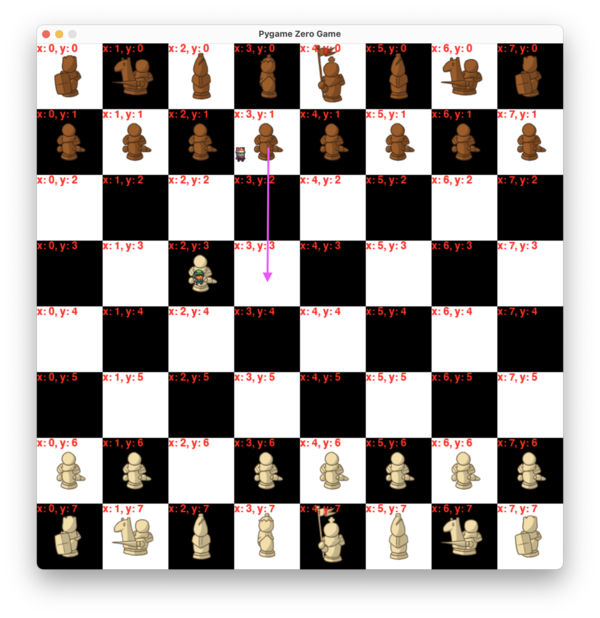 Pygame Zero Game
x: 0, y: 0 x: 1, y: 0 x: 2, y: 0 x: 3, y: 0 x: 4, y: 0 x: 5, y: 0 x: 6, y: 0 x: 7, y: 0
x: 0, y: 1 x: 1, y: 1 x: 2, y: 1 x: 3, y: 1 x: 4, y: 1 x: 5, y: 1 x: 6, y: 1 x: 7, y: 1
x: 0, y: 2 x: 1, y: 2 x: 2, y: 2 x: 3, y: 2 x: 4, y: 2 x: 5, y: 2 x: 6, y: 2 x: 7, y: 2
x: 0, y: 3 x: 1, y: 3 x: 2, y: 3 x: 3, y: 3 x: 4, y: 3 x: 5, y: 3 x: 6, y: 3 x: 7, y: 3
x: 0, y: 4 x: 1, y: 4 x: 2, y: 4 x: 3, y: 4 x: 4, y: 4 x: 5, y: 4 x: 6, y: 4 x: 7, y: 4
x: 0, y: 5 x: 1, y: 5 x: 2, y: 5 x: 3, y: 5 x: 4, y: 5 x: 5, y: 5 x: 6, y: 5 x: 7, y: 5
x: 0, y: 6 x: 1, y: 6 x: 2, y: 6 x: 3, y: 6 x: 4, y: 6 x: 5, y: 6 x: 6, y: 6 x: 7, y: 6
x: 0, y: 7 x: 1, y: 7 x: 2, y: 7 x: 3, y: 7 x: 4, y: 7 x: 5, y: 7 x: 6, y: 7 x: 7, y: 7